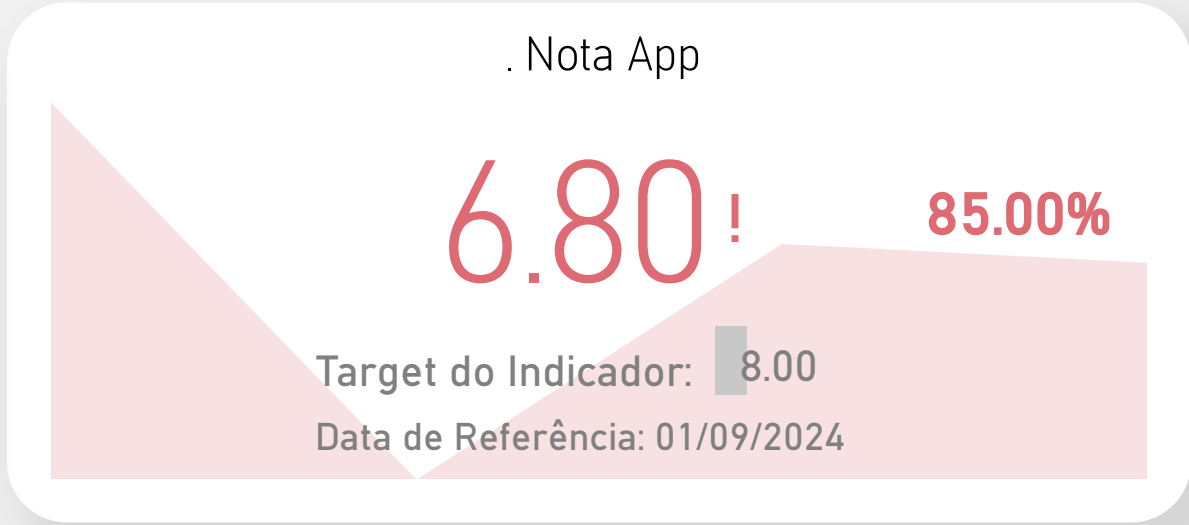 . Nota App
6.80 !
85.00%
Target do Indicador: 8.00
Data de Referência: 01/09/2024